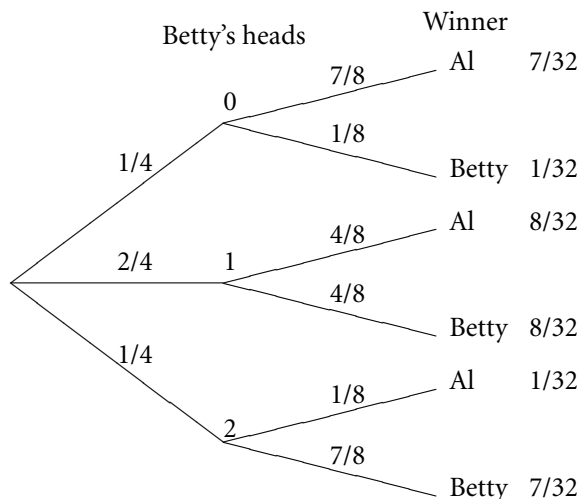 Betty's heads Winner
7/8 Al 7/32
0
1/8
1/4 Betty 1/32
4/8 Al 8/32
2/4 1
4/8
1/4 Betty 8/32
1/8 Al 1/32
2
7/8
Betty 7/32